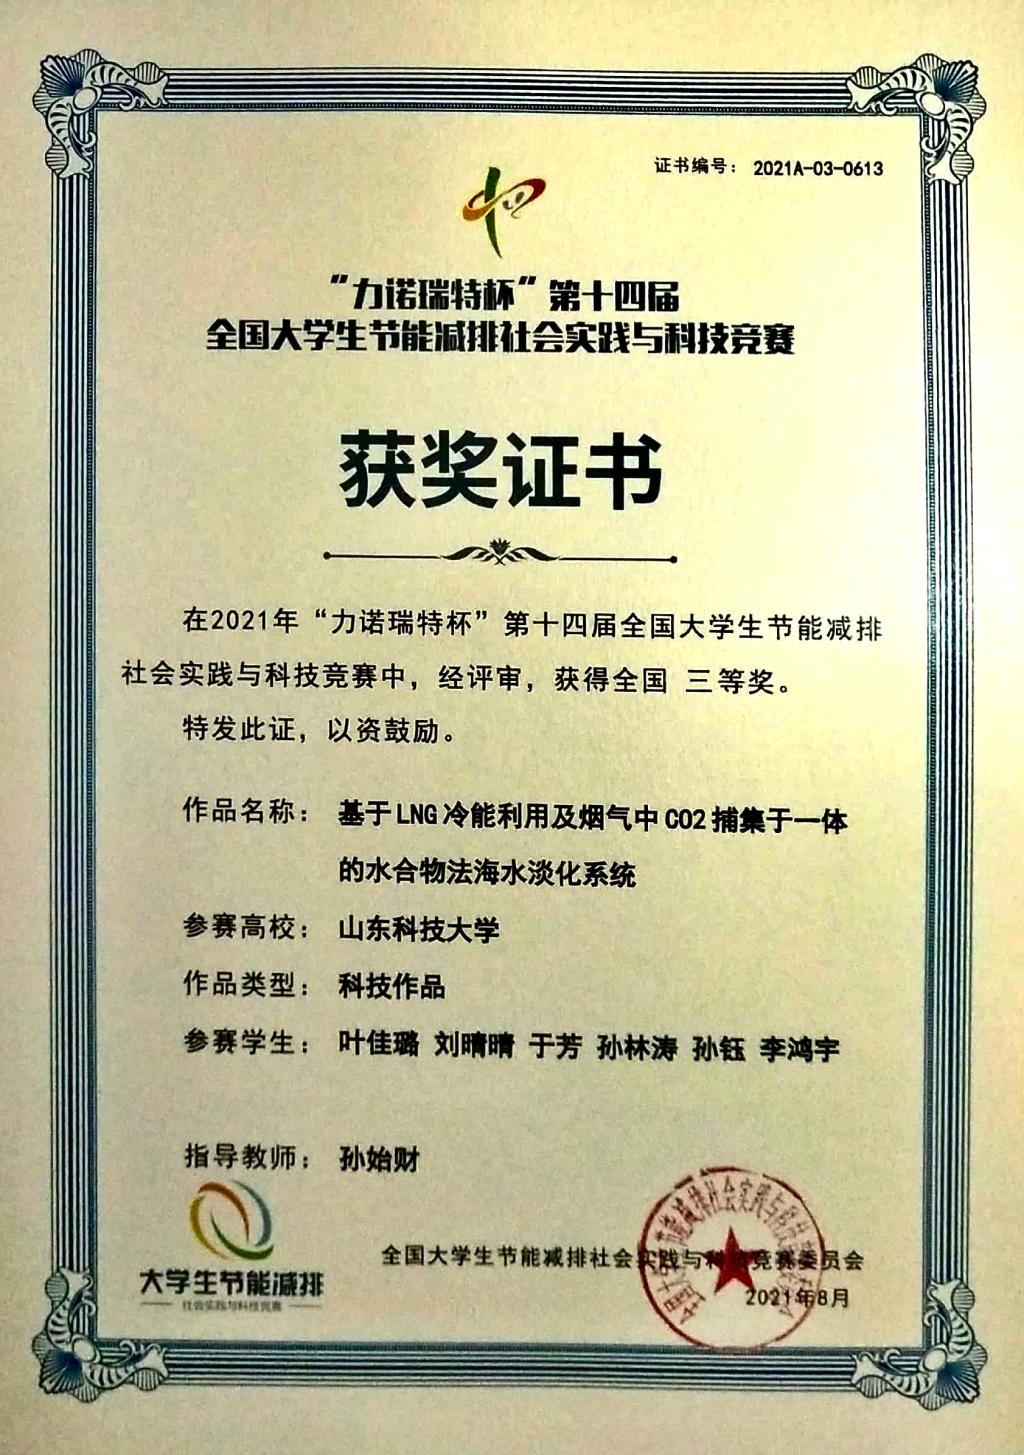 证书编号： 2021A-03-0613
“力诺瑞特杯”第十四届
全国大学生节能减排社会实践与科技竞赛
获奖证书
在2021年“力诺瑞特杯”第十四届全国大学生节能减排
社会实践与科技竞赛中，经评审，获得全国 三等奖。
特发此证，以资鼓励。
作品名称： 基于LNG冷能利用及烟气中CO2捕集于一体
的水合物法海水淡化系统
参赛高校： 山东科技大学
作品类型： 科技作品
参赛学生： 叶佳璐 刘晴晴 于芳 孙林涛 孙钰 李鸿宇
指导教师： 孙始财
大学生节能减排
社会实践与科技竞赛
全国大学生节能减排社会实践与科技竞赛委员会
2021年8月